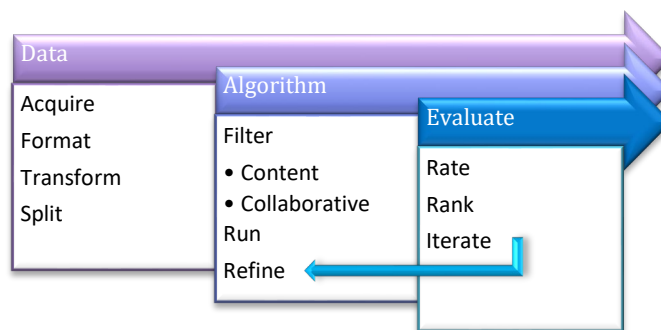 Data
Acquire
Format
Transform
Split
Algorithm
Filter
• Content
• Collaborative
Run
Refine
Evaluate
Rate
Rank
Iterate